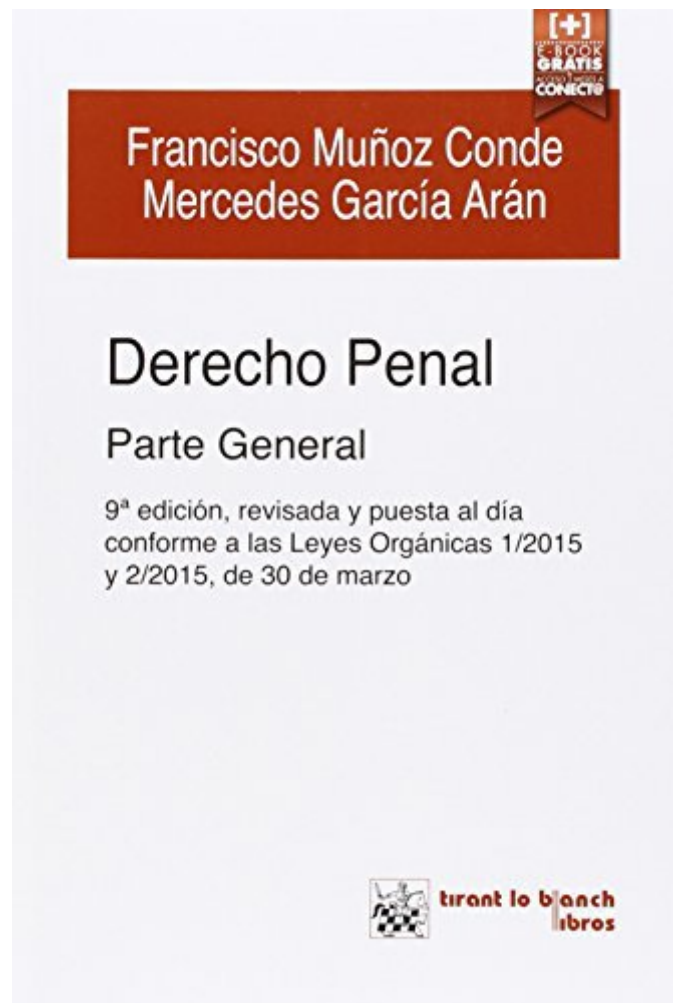 [+]
E-BOOK
GRATIS
CONECT@
Francisco Muñoz Conde
Mercedes García Arán
Derecho Penal
Parte General
9ª edición, revisada y puesta al día
conforme a las Leyes Orgánicas 1/2015
y 2/2015, de 30 de marzo
tirant lo blanch
libros